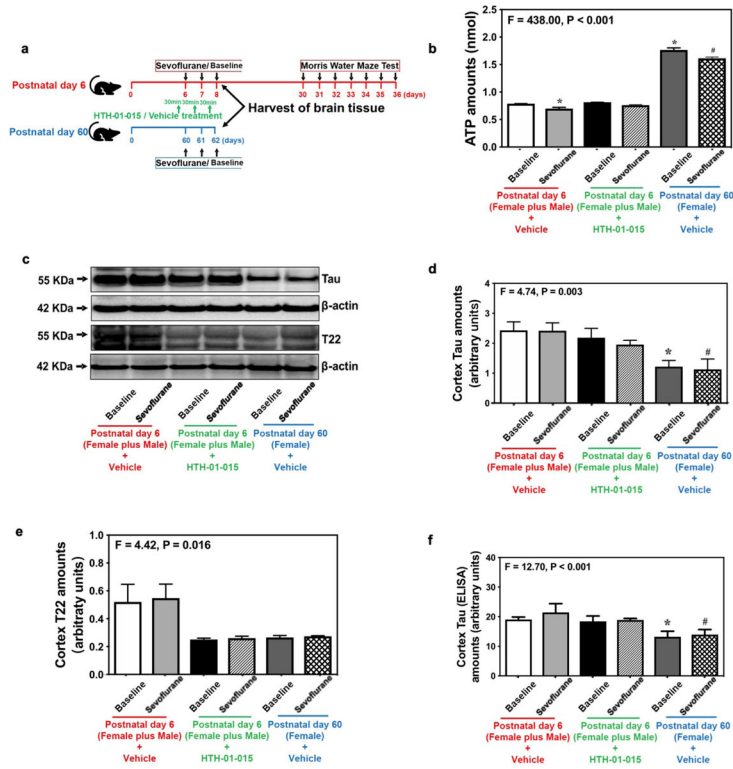 a
Sevoflurane/ Baseline
Morris Water Maze Test
Postnatal day 6
0 6 7 8 30 31 32 33 34 35 36 (days)
30min 30min 30min
HTH-01-015 / Vehicle treatment
Harvest of brain tissue
Postnatal day 60
0 60 61 62 (days)
Sevoflurane/ Baseline
b
F = 438.00, P < 0.001
ATP amounts (nmol)
2.0
1.5
1.0
0.5
0.0
* * #
Baseline Sevoflurane Baseline Sevoflurane Baseline Sevoflurane
Postnatal day 6 Postnatal day 6 Postnatal day 60
(Female plus Male) (Female plus Male) (Female)
+ + +
Vehicle HTH-01-015 Vehicle
c
55 KDa Tau
42 KDa β-actin
55 KDa T22
42 KDa β-actin
Baseline Sevoflurane Baseline Sevoflurane Baseline Sevoflurane
Postnatal day 6 Postnatal day 6 Postnatal day 60
(Female plus Male) (Female plus Male) (Female)
+ + +
Vehicle HTH-01-015 Vehicle
d
F = 4.74, P = 0.003
Cortex Tau amounts
(arbitrary units)
4
3
2
1
0
* #
Baseline Sevoflurane Baseline Sevoflurane Baseline Sevoflurane
Postnatal day 6 Postnatal day 6 Postnatal day 60
(Female plus Male) (Female plus Male) (Female)
+ + +
Vehicle HTH-01-015 Vehicle
e
F = 4.42, P = 0.016
Cortex T22 amounts
(arbitraty units)
1.0
0.8
0.6
0.4
0.2
0.0
Baseline Sevoflurane Baseline Sevoflurane Baseline Sevoflurane
Postnatal day 6 Postnatal day 6 Postnatal day 60
(Female plus Male) (Female plus Male) (Female)
+ + +
Vehicle HTH-01-015 Vehicle
f
F = 12.70, P < 0.001
Cortex Tau (ELISA)
amounts (arbitrary units)
40
30
20
10
0
* #
Baseline Sevoflurane Baseline Sevoflurane Baseline Sevoflurane
Postnatal day 6 Postnatal day 6 Postnatal day 60
(Female plus Male) (Female plus Male) (Female)
+ + +
Vehicle HTH-01-015 Vehicle